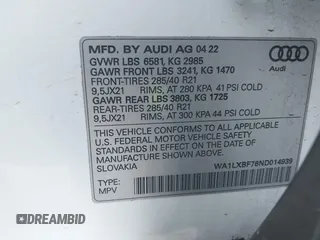 MFD. BY AUDI AG 04 22
GVWR LBS 6581, KG 2985
GAWR FRONT LBS 3241, KG 1470
FRONT-TIRES 285/40 R21
9,5JX21 RIMS, AT 280 KPA 41 PSI COLD
GAWR REAR LBS 3803, KG 1725
REAR-TIRES 285/40 R21
9,5JX21 RIMS, AT 300 KPA 44 PSI COLD
THIS VEHICLE CONFORMS TO ALL APPLICABLE
U.S. FEDERAL MOTOR VEHICLE SAFETY STANDARDS
IN EFFECT ON THE DATE OF MANUFACTURE
SHOWN ABOVE.
SLOVAKIA
WA1LXBF78ND014939
TYPE:
MPV
Audi
DIDCARBID